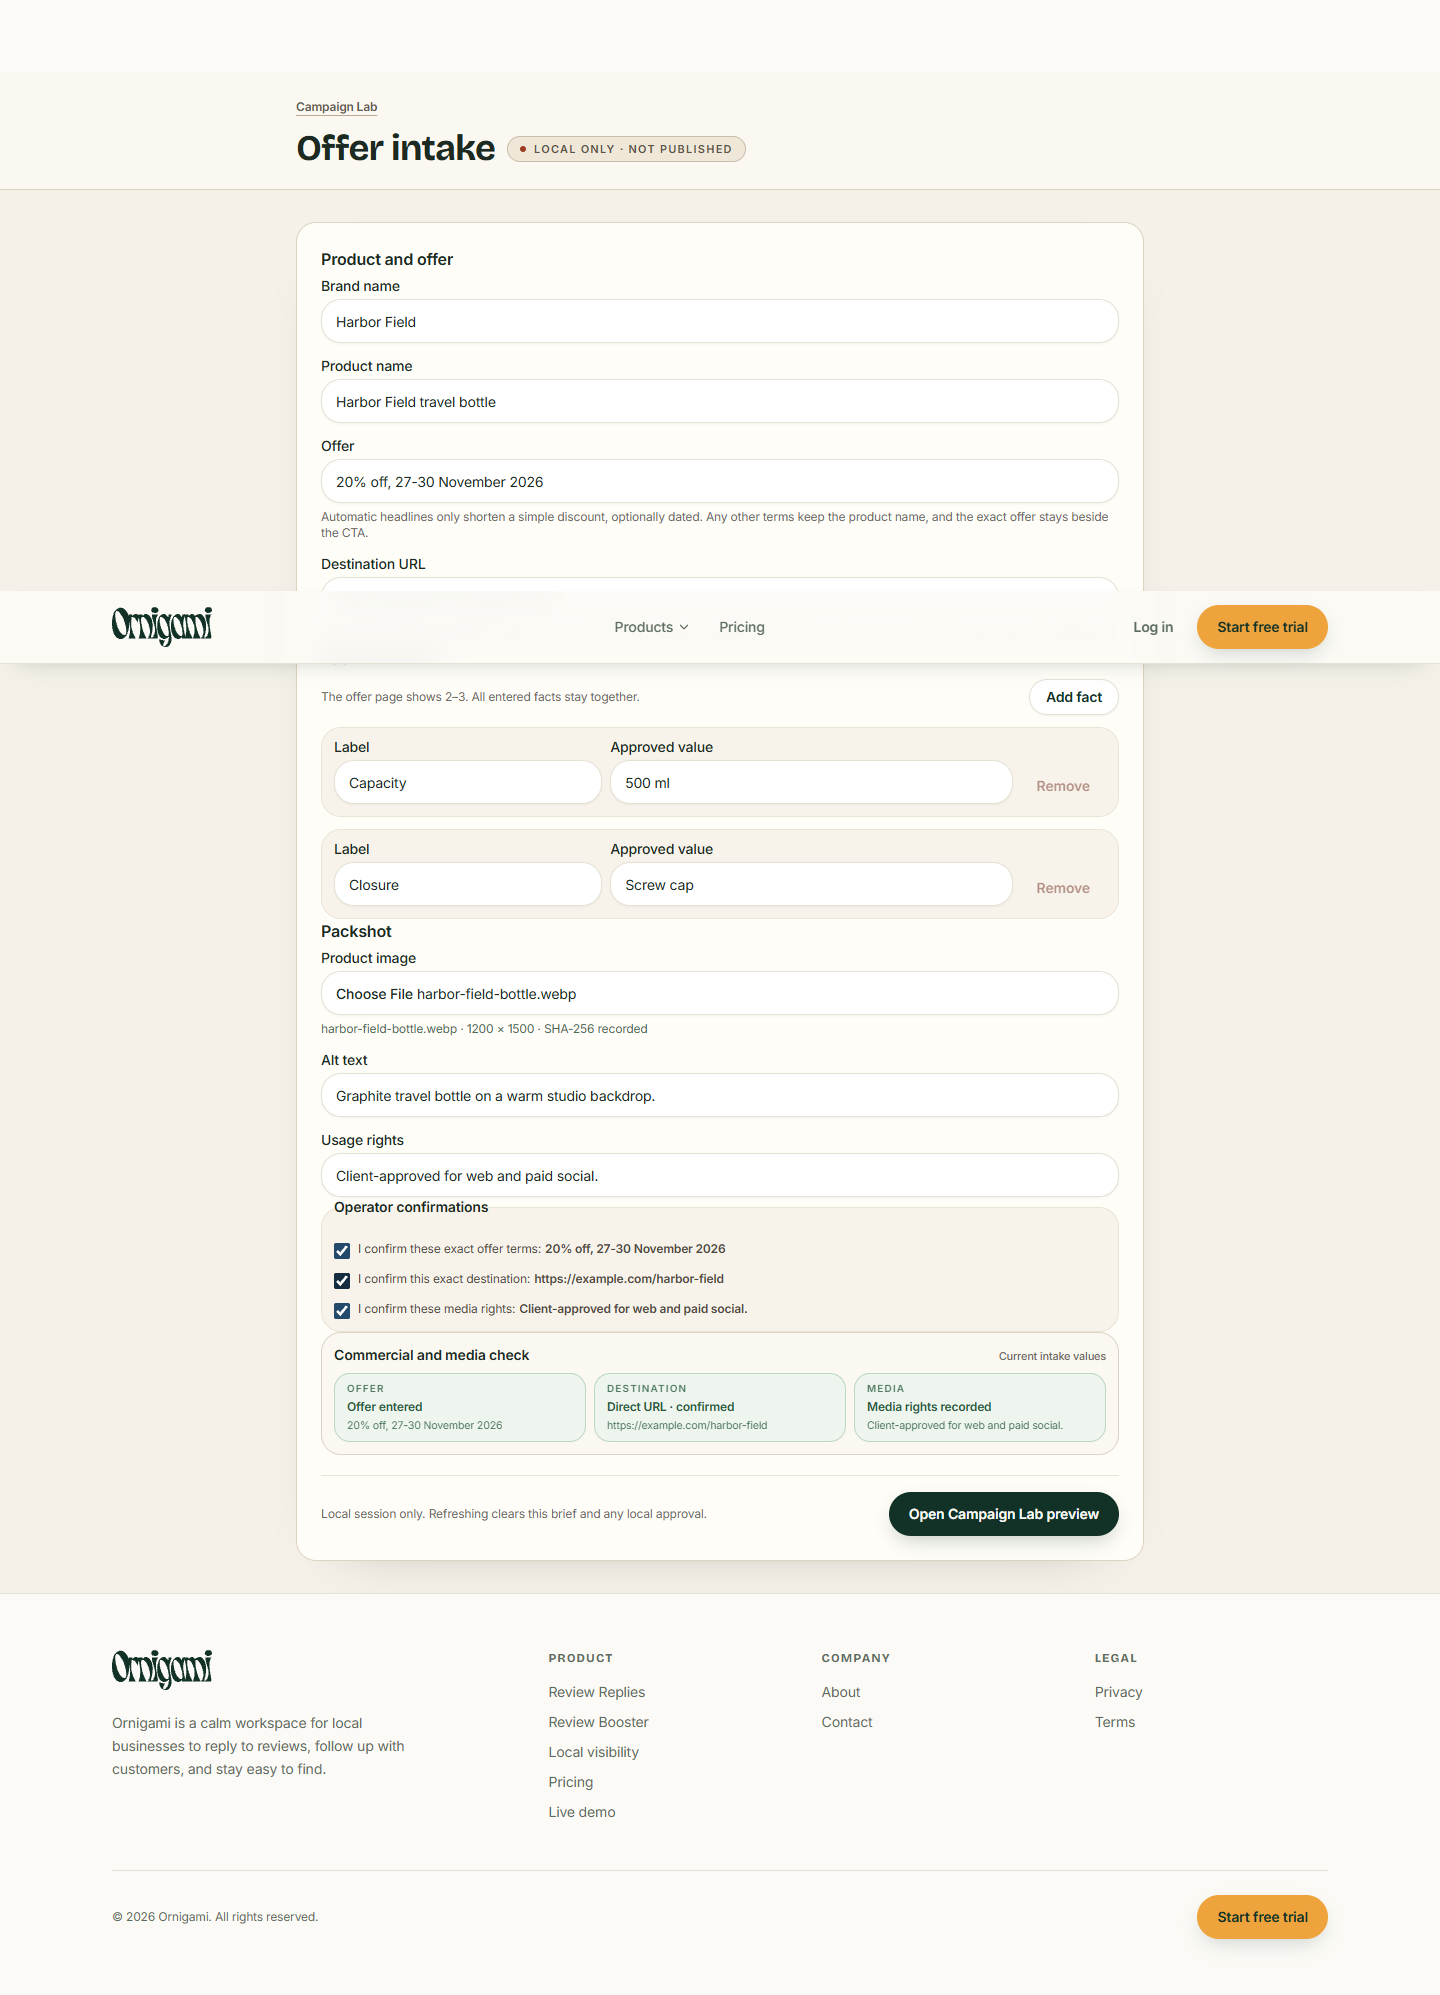 Campaign Lab
Offer intake
LOCAL ONLY · NOT PUBLISHED
Product and offer
Brand name
Harbor Field
Product name
Harbor Field travel bottle
Offer
20% off, 27-30 November 2026
Automatic headlines only shorten a simple discount, optionally dated. Any other terms keep the product name, and the exact offer stays beside
the CTA.
Destination URL
Ornigami
Products
Pricing
Log in
Start free trial
The offer page shows 2–3. All entered facts stay together.
Add fact
Label
Approved value
Capacity
500 ml
Remove
Label
Approved value
Closure
Screw cap
Remove
Packshot
Product image
Choose File harbor-field-bottle.webp
harbor-field-bottle.webp · 1200 × 1500 · SHA-256 recorded
Alt text
Graphite travel bottle on a warm studio backdrop.
Usage rights
Client-approved for web and paid social.
Operator confirmations
I confirm these exact offer terms: 20% off, 27-30 November 2026
I confirm this exact destination: https://example.com/harbor-field
I confirm these media rights: Client-approved for web and paid social.
Commercial and media check
Current intake values
OFFER
Offer entered
20% off, 27-30 November 2026
DESTINATION
Direct URL · confirmed
https://example.com/harbor-field
MEDIA
Media rights recorded
Client-approved for web and paid social.
Local session only. Refreshing clears this brief and any local approval.
Open Campaign Lab preview
Ornigami
Ornigami is a calm workspace for local
businesses to reply to reviews, follow up with
customers, and stay easy to find.
PRODUCT
Review Replies
Review Booster
Local visibility
Pricing
Live demo
COMPANY
About
Contact
LEGAL
Privacy
Terms
© 2026 Ornigami. All rights reserved.
Start free trial